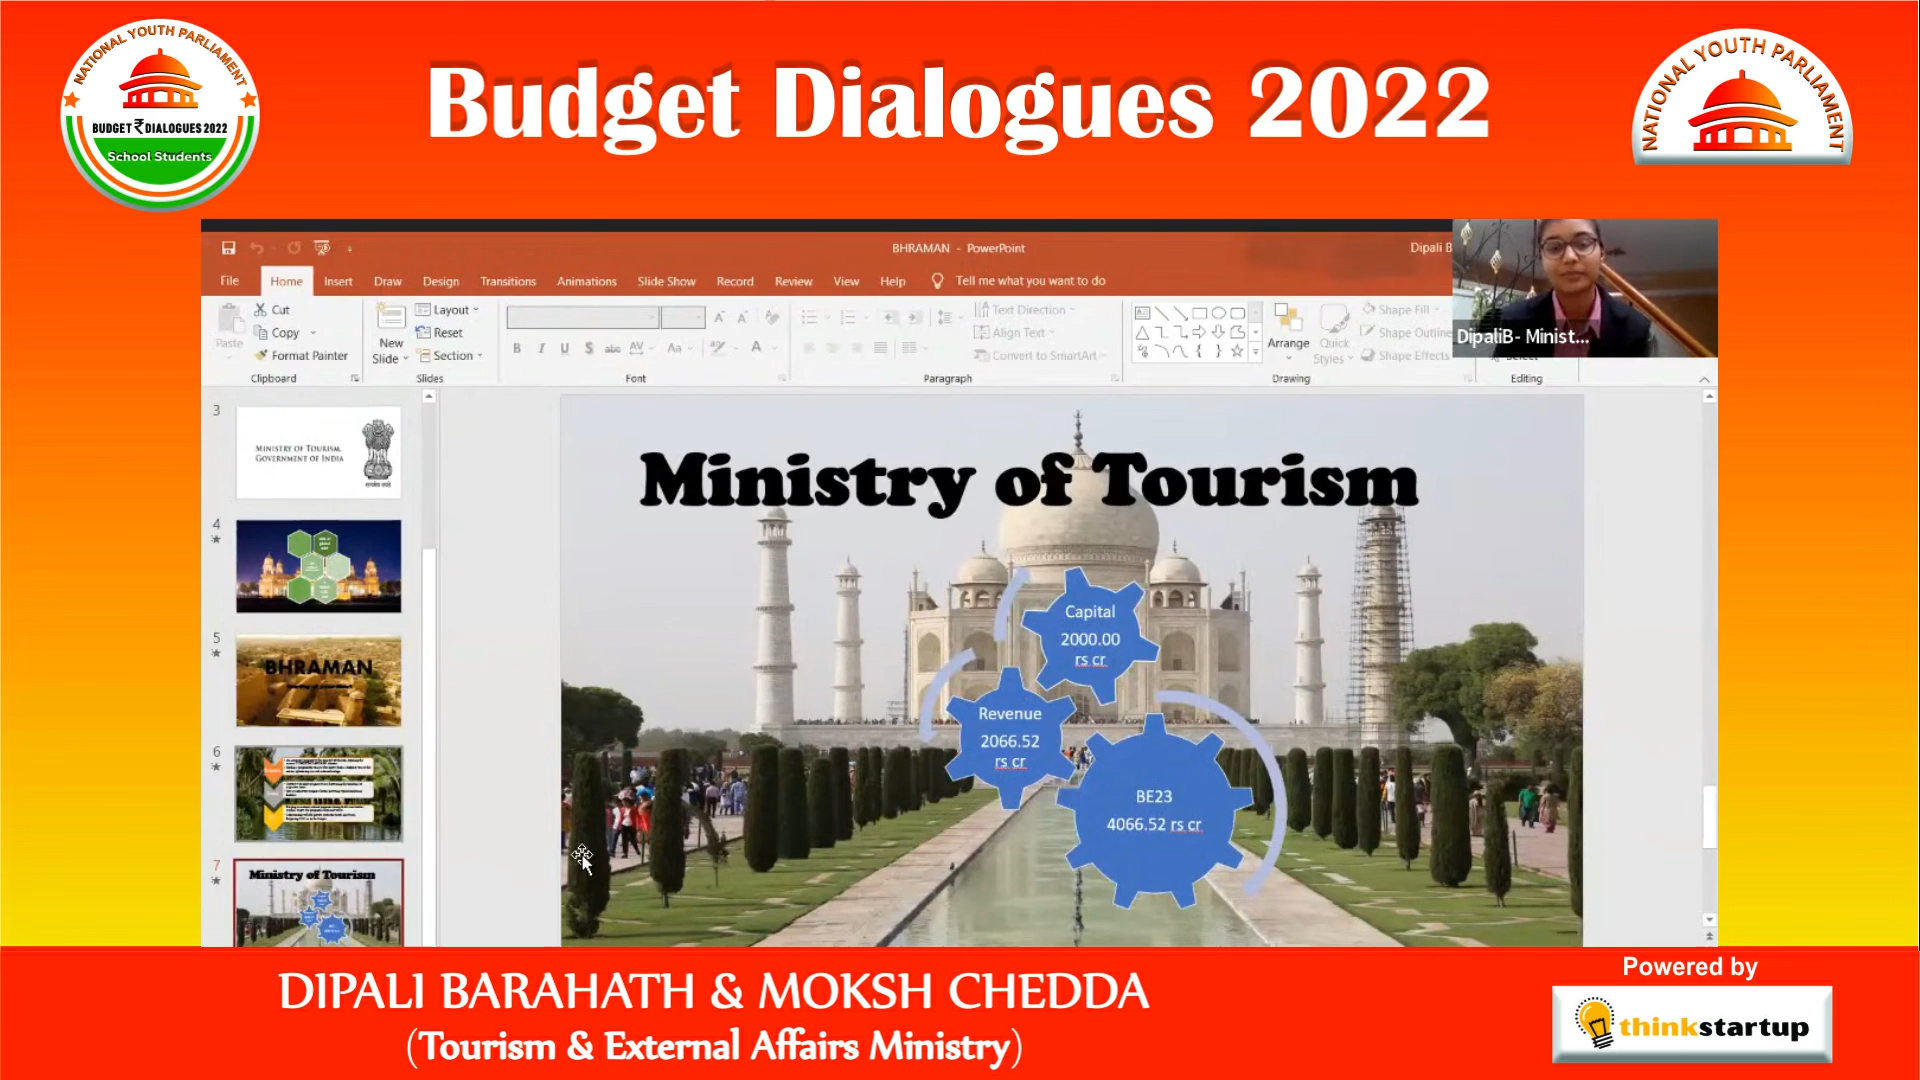 NATIONAL YOUTH PARLIAMENT
BUDGET ₹ DIALOGUES 2022
School Students
Budget Dialogues 2022
NATIONAL YOUTH PARLIAMENT
BHRAMAN - PowerPoint
Dipali B
File Home Insert Draw Design Transitions Animations Slide Show Record Review View Help Tell me what you want to do
Paste
Cut
Copy
Format Painter
Clipboard
New
Slide
Layout
Reset
Section
Slides
B I U S abc AV Aa A
Font
Text Direction
Align Text
Convert to SmartArt
Paragraph
Arrange
Quick
Styles
Shape Fill
Shape Outline
Shape Effects
Drawing
Select
Editing
DipaliB- Minist...
3
MINISTRY OF TOURISM
GOVERNMENT OF INDIA
4
5
BHRAMAN
6
7
Ministry of Tourism
Ministry of Tourism
Capital
2000.00
rs cr
Revenue
2066.52
rs cr
BE23
4066.52 rs cr
DIPALI BARAHATH & MOKSH CHEDDA
(Tourism & External Affairs Ministry)
Powered by
thinkstartup